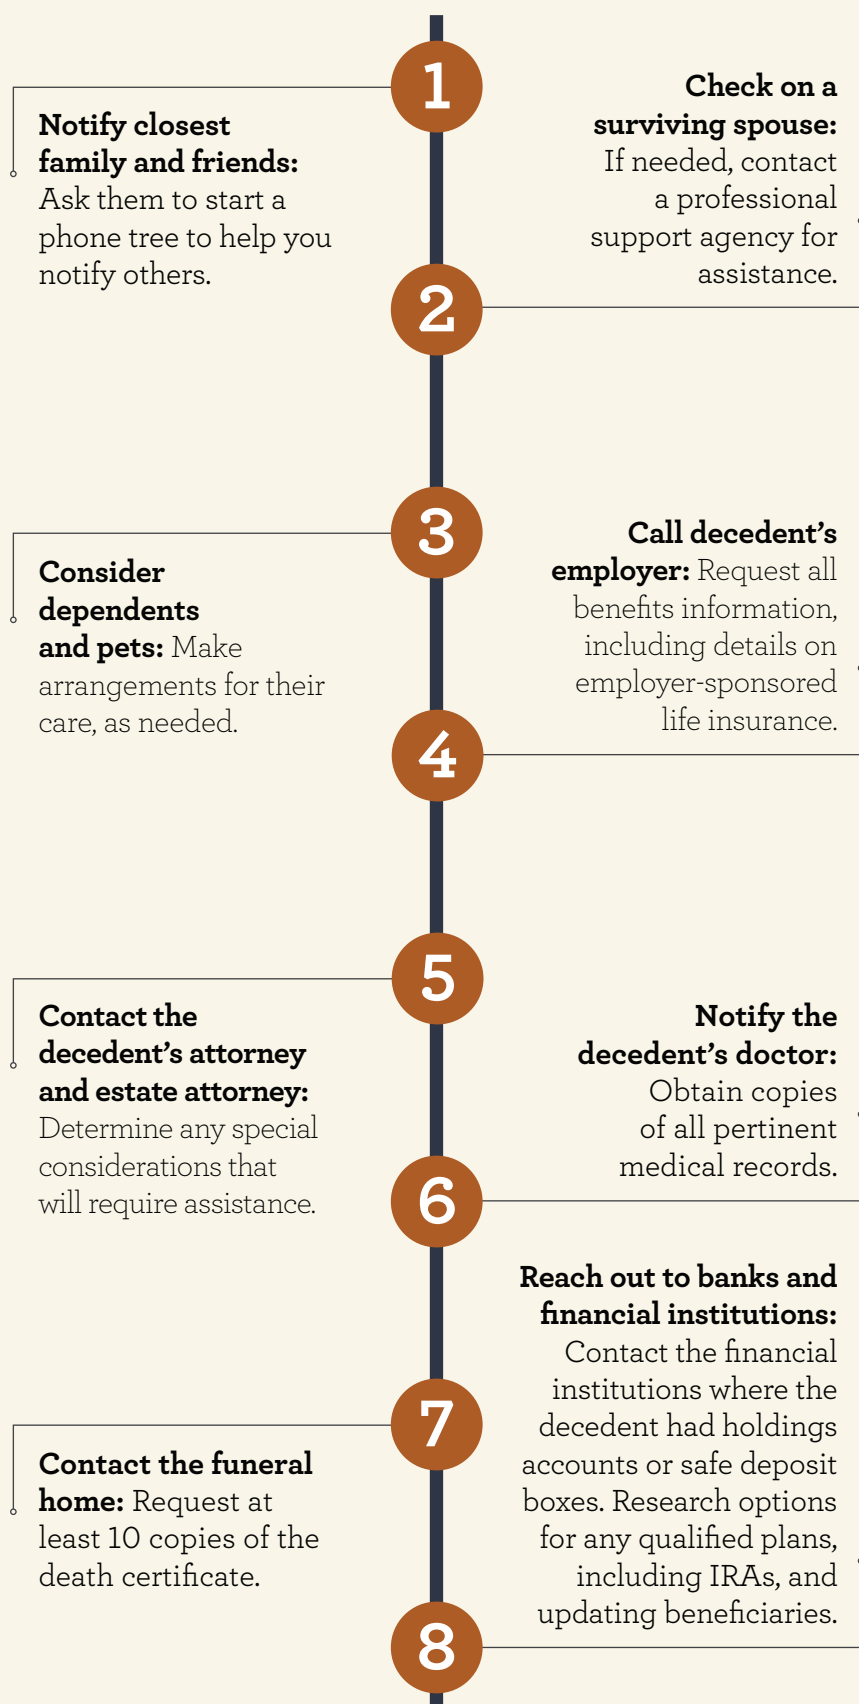 1
Notify closest
family and friends:
Ask them to start a
phone tree to help you
notify others.
2
Check on a
surviving spouse:
If needed, contact
a professional
support agency for
assistance.
3
Consider
dependents
and pets: Make
arrangements for their
care, as needed.
4
Call decedent’s
employer: Request all
benefits information,
including details on
employer-sponsored
life insurance.
5
Contact the
decedent’s attorney
and estate attorney:
Determine any special
considerations that
will require assistance.
6
Notify the
decedent’s doctor:
Obtain copies
of all pertinent
medical records.
7
Contact the funeral
home: Request at
least 10 copies of the
death certificate.
8
Reach out to banks and
financial institutions:
Contact the financial
institutions where the
decedent had holdings
accounts or safe deposit
boxes. Research options
for any qualified plans,
including IRAs, and
updating beneficiaries.